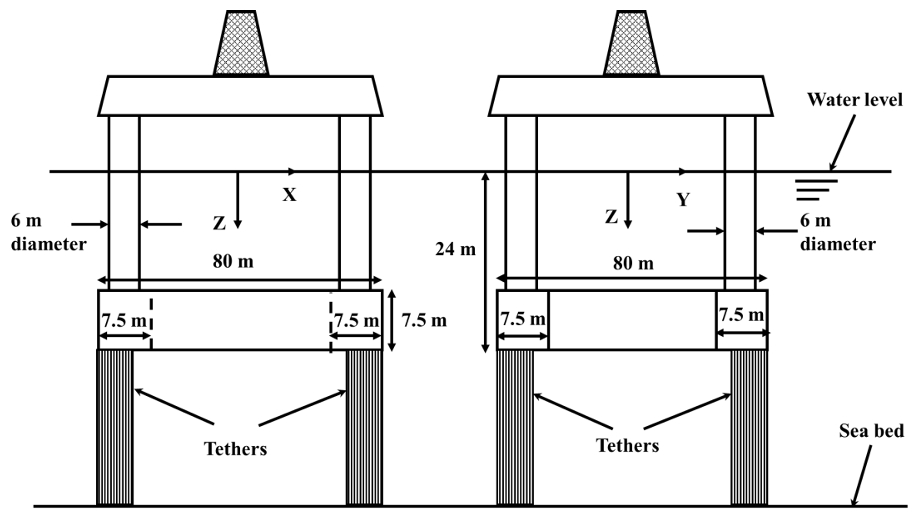 Water level
X
Z
Y
Z
6 m
diameter
80 m
24 m
80 m
6 m
diameter
7.5 m
7.5 m
7.5 m
7.5 m
7.5 m
Tethers
Tethers
Sea bed